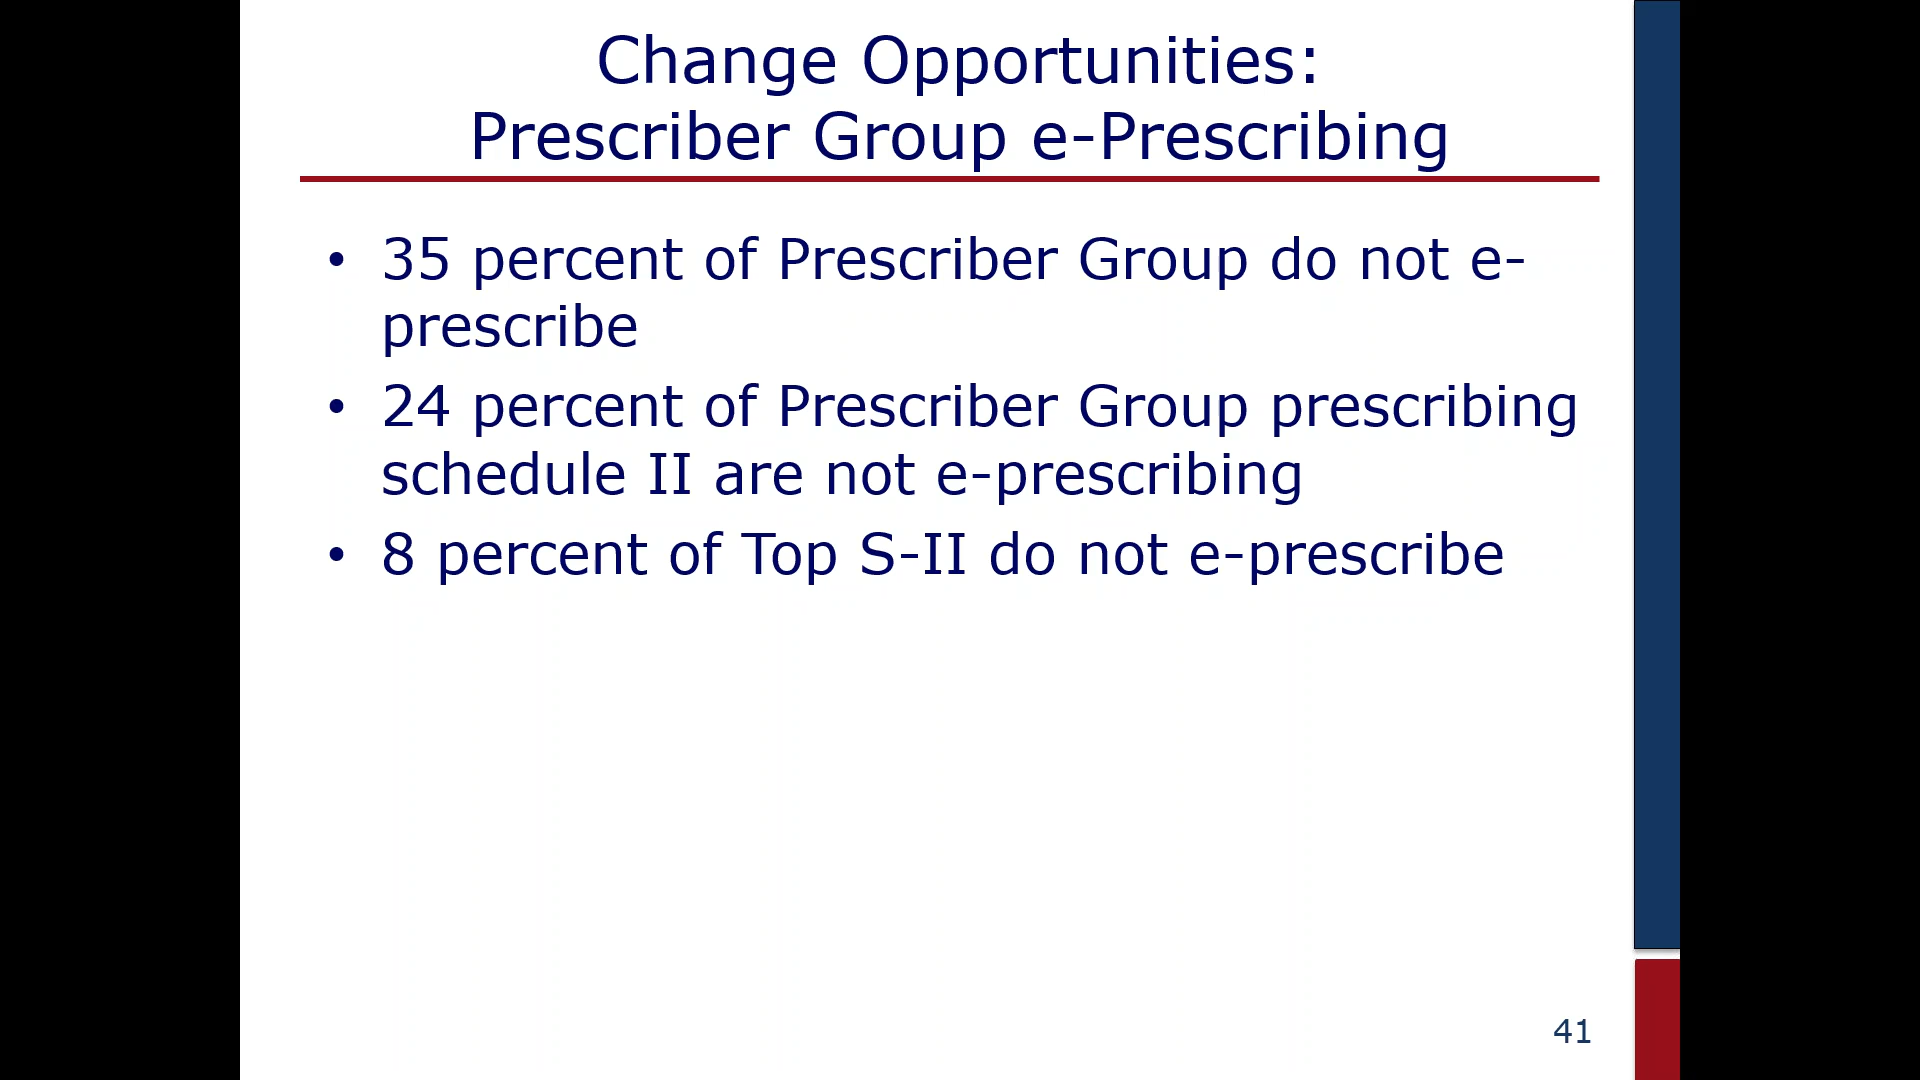 Change Opportunities:
Prescriber Group e-Prescribing
• 35 percent of Prescriber Group do not e-
prescribe
• 24 percent of Prescriber Group prescribing
schedule II are not e-prescribing
• 8 percent of Top S-II do not e-prescribe
41